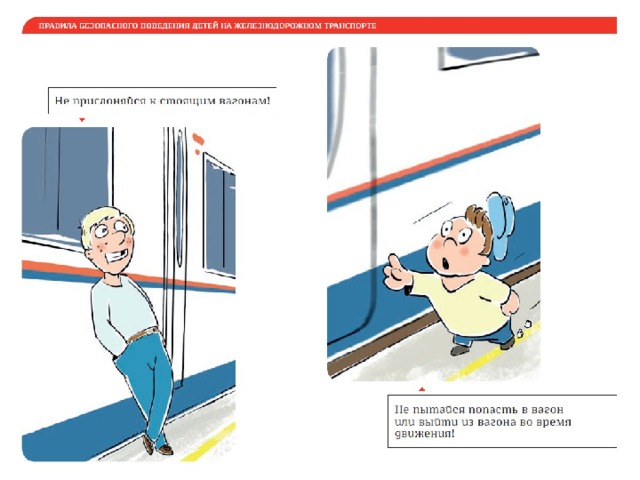 ПРАВИЛА БЕЗОПАСНОГО ПОВЕДЕНИЯ ДЕТЕЙ НА ЖЕЛЕЗНОДОРОЖНОМ ТРАНСПОРТЕ
Не прислоняйся к стоящим вагонам!
Не пытайся попасть в вагон
или выйти из вагона во время
движения!